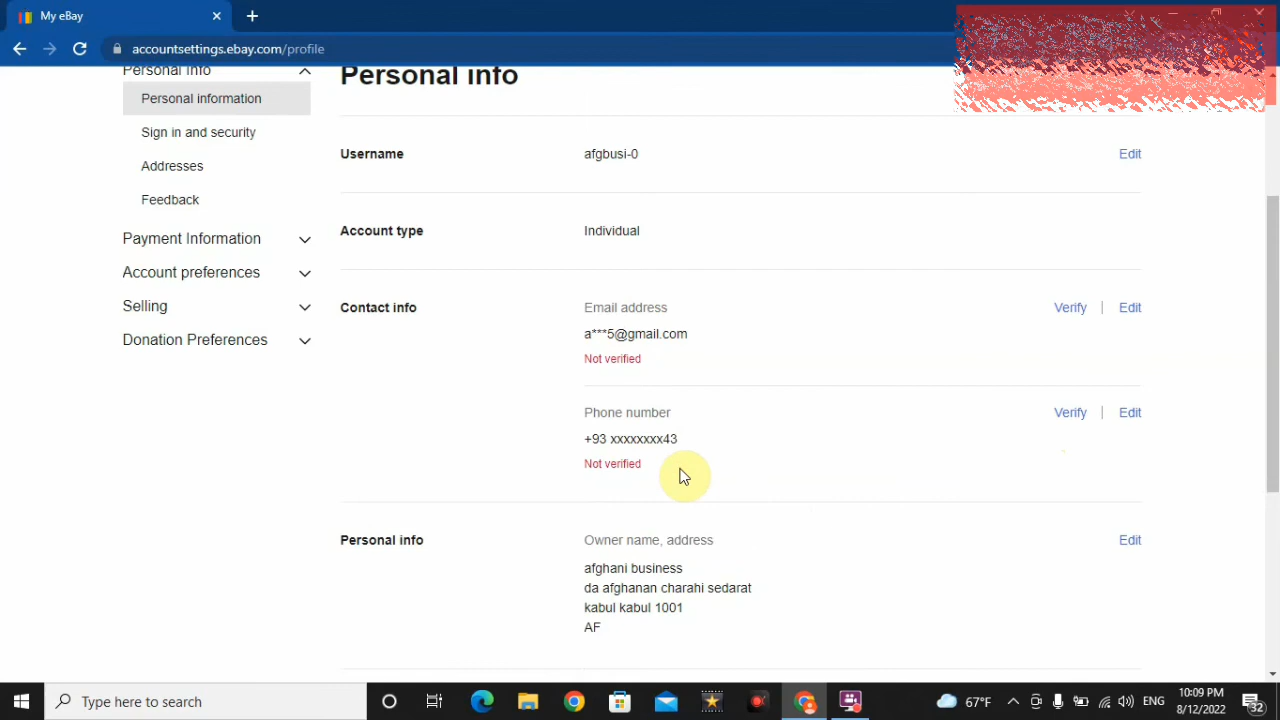 My eBay
accountsettings.ebay.com/profile
Personal Info
Personal information
Sign in and security
Addresses
Feedback
Payment Information
Account preferences
Selling
Donation Preferences
Personal info
Username
afgbusi-0
Edit
Account type
Individual
Contact info
Email address
Verify | Edit
a***5@gmail.com
Not verified
Phone number
Verify | Edit
+93 xxxxxxxx43
Not verified
Personal info
Owner name, address
Edit
afghani business
da afghanan charahi sedarat
kabul kabul 1001
AF
Type here to search
67°F
ENG
10:09 PM
8/12/2022
32